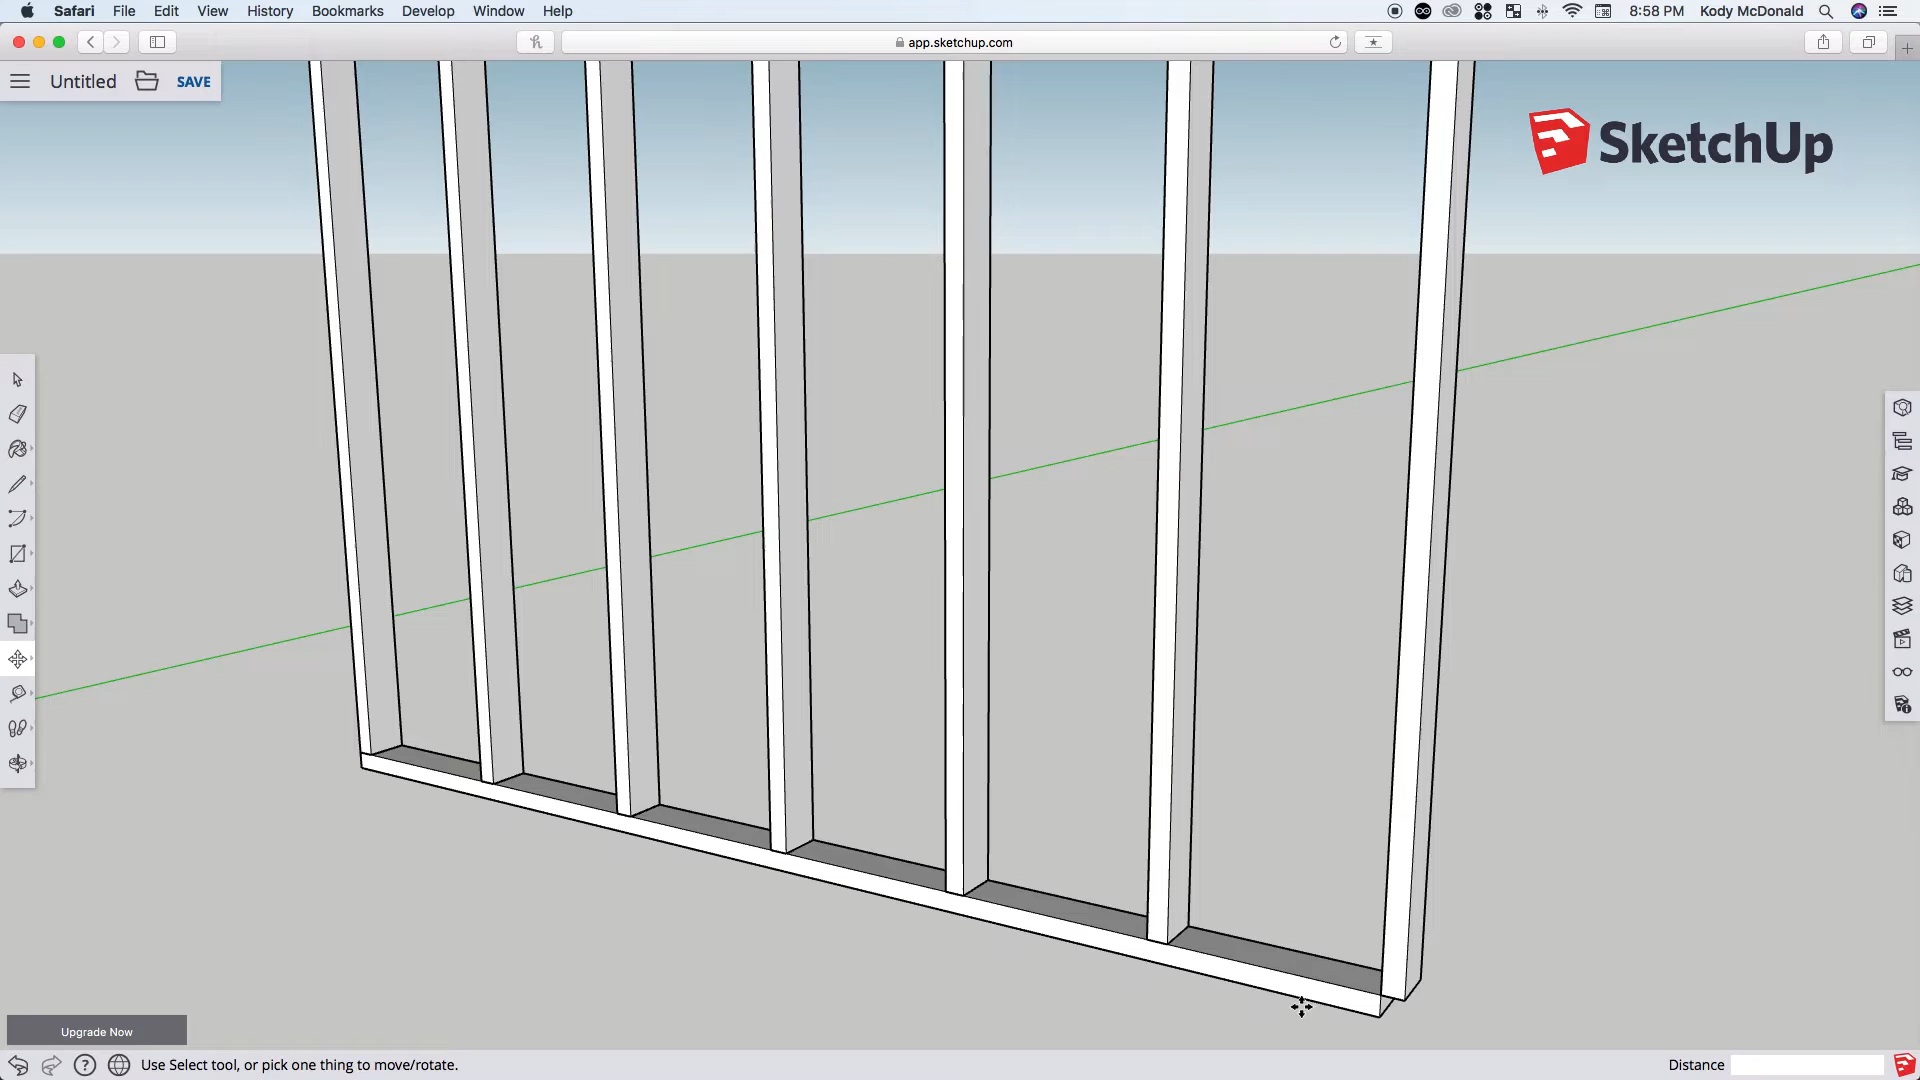 Safari File Edit View History Bookmarks Develop Window Help 8:58 PM Kody McDonald
app.sketchup.com
Untitled SAVE
SketchUp
Upgrade Now
Use Select tool, or pick one thing to move/rotate.
Distance